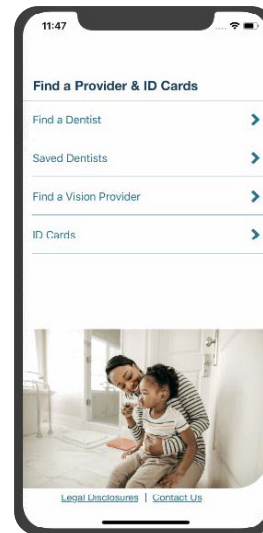 11:47
Find a Provider & ID Cards
Find a Dentist
Saved Dentists
Find a Vision Provider
ID Cards
Legal Disclosures | Contact Us